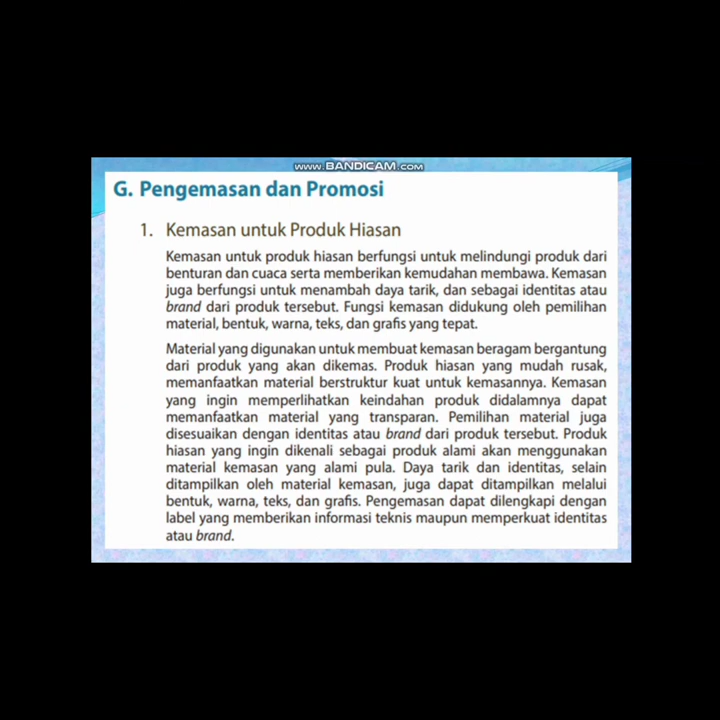 www.BANDICAM.com
G. Pengemasan dan Promosi
1. Kemasan untuk Produk Hiasan
Kemasan untuk produk hiasan berfungsi untuk melindungi produk dari
benturan dan cuaca serta memberikan kemudahan membawa. Kemasan
juga berfungsi untuk menambah daya tarik, dan sebagai identitas atau
brand dari produk tersebut. Fungsi kemasan didukung oleh pemilihan
material, bentuk, warna, teks, dan grafis yang tepat.
Material yang digunakan untuk membuat kemasan beragam bergantung
dari produk yang akan dikemas. Produk hiasan yang mudah rusak,
memanfaatkan material berstruktur kuat untuk kemasannya. Kemasan
yang ingin memperlihatkan keindahan produk didalamnya dapat
memanfaatkan material yang transparan. Pemilihan material juga
disesuaikan dengan identitas atau brand dari produk tersebut. Produk
hiasan yang ingin dikenali sebagai produk alami akan menggunakan
material kemasan yang alami pula. Daya tarik dan identitas, selain
ditampilkan oleh material kemasan, juga dapat ditampilkan melalui
bentuk, warna, teks, dan grafis. Pengemasan dapat dilengkapi dengan
label yang memberikan informasi teknis maupun memperkuat identitas
atau brand.